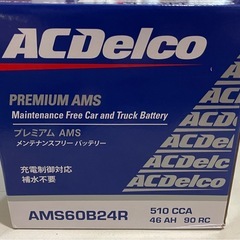 ACDelco
PREMIUM AMS
Maintenance Free Car and Truck Battery
プレミアム AMS
メンテナンスフリー バッテリー
充電制御対応
補水不要
AMS60B24R
510 CCA
46 AH 90 RC